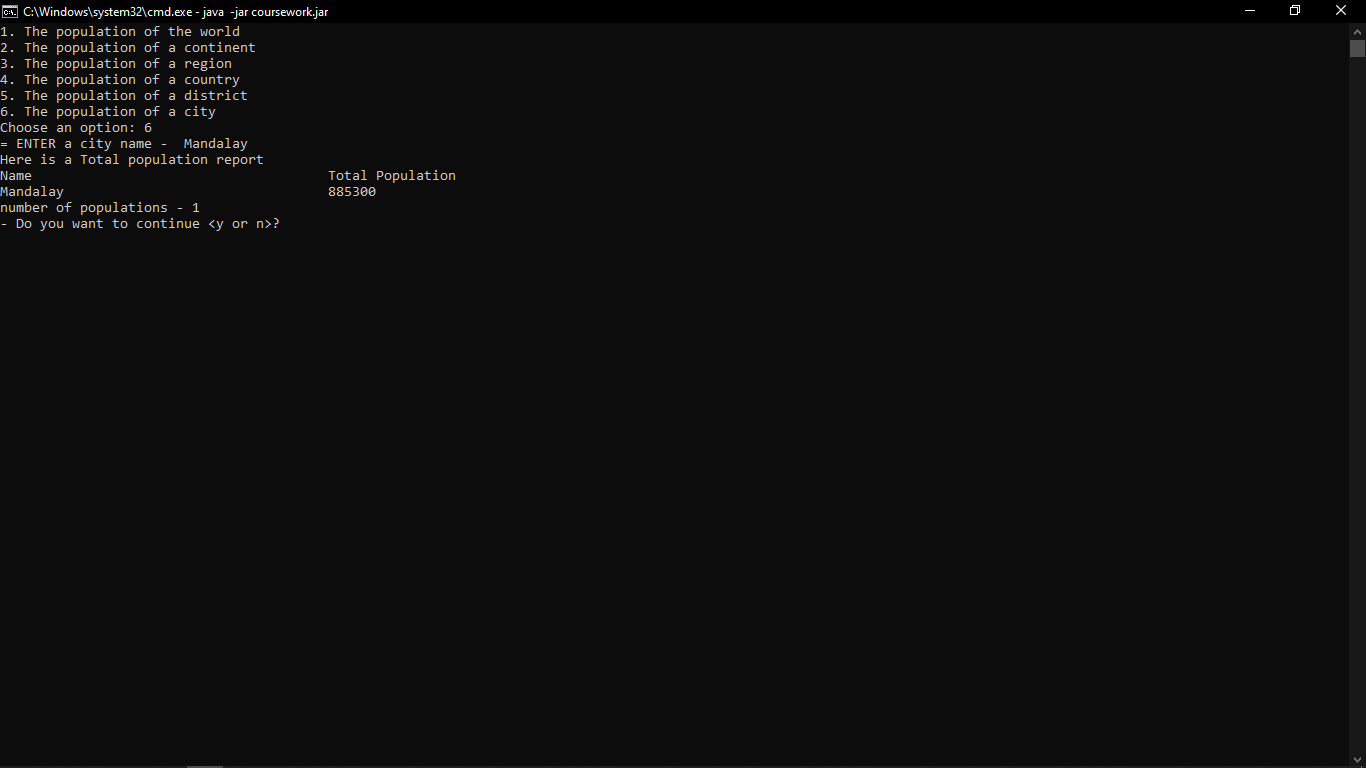 C:\Windows\system32\cmd.exe - java  -jar coursework.jar
1. The population of the world
2. The population of a continent
3. The population of a region
4. The population of a country
5. The population of a district
6. The population of a city
Choose an option: 6
= ENTER a city name -  Mandalay
Here is a Total population report
Name                                     Total Population
Mandalay                                 885300
number of populations - 1
- Do you want to continue <y or n>?